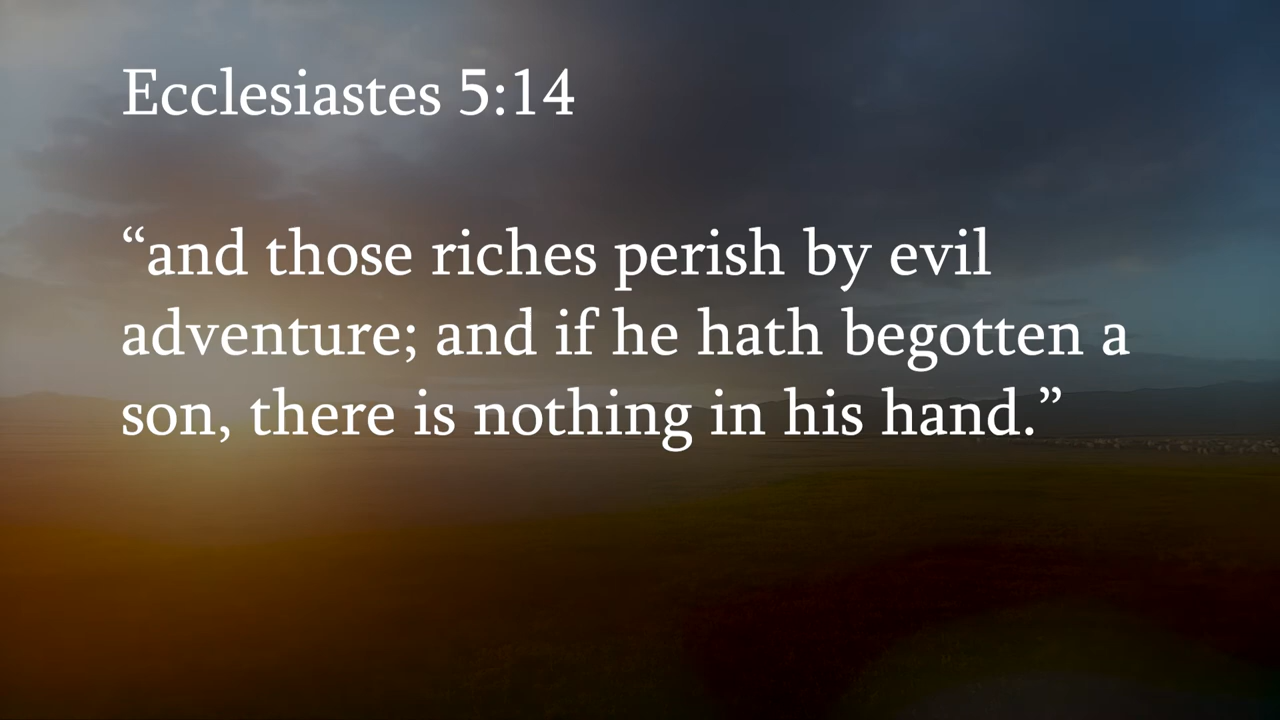 Ecclesiastes 5:14
“and those riches perish by evil
adventure; and if he hath begotten a
son, there is nothing in his hand.”